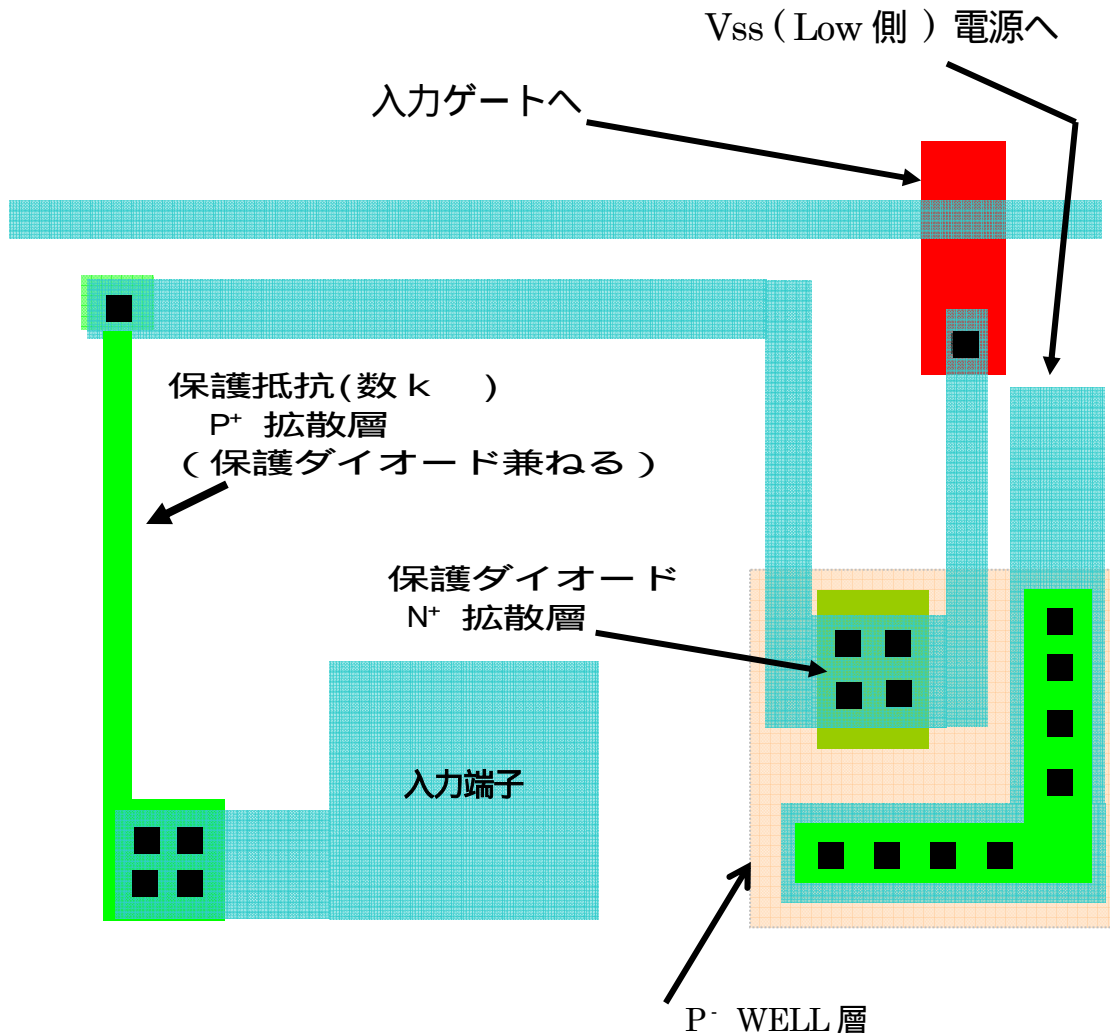 Vss（Low 側 ）電源へ
入力ゲートへ
保護抵抗(数ｋ　)
P⁺ 拡散層
（保護ダイオード兼ねる）
保護ダイオード
N⁺ 拡散層
入力端子
P⁻ WELL 層